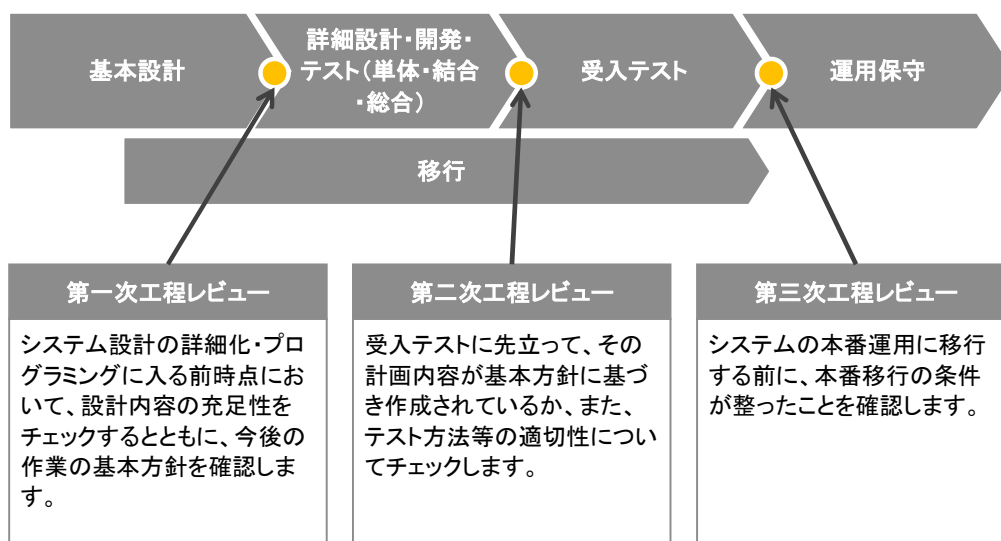 基本設計
詳細設計・開発・
テスト（単体・結合
・総合）
受入テスト
運用保守
移行
第一次工程レビュー
システム設計の詳細化・プロ
グラミングに入る前時点にお
いて、設計内容の充足性を
チェックするとともに、今後の
作業の基本方針を確認しま
す。
第二次工程レビュー
受入テストに先立って、その
計画内容が基本方針に基づ
き作成されているか、また、
テスト方法等の適切性につい
てチェックします。
第三次工程レビュー
システムの本番運用に移行
する前に、本番移行の条件
が整ったことを確認します。